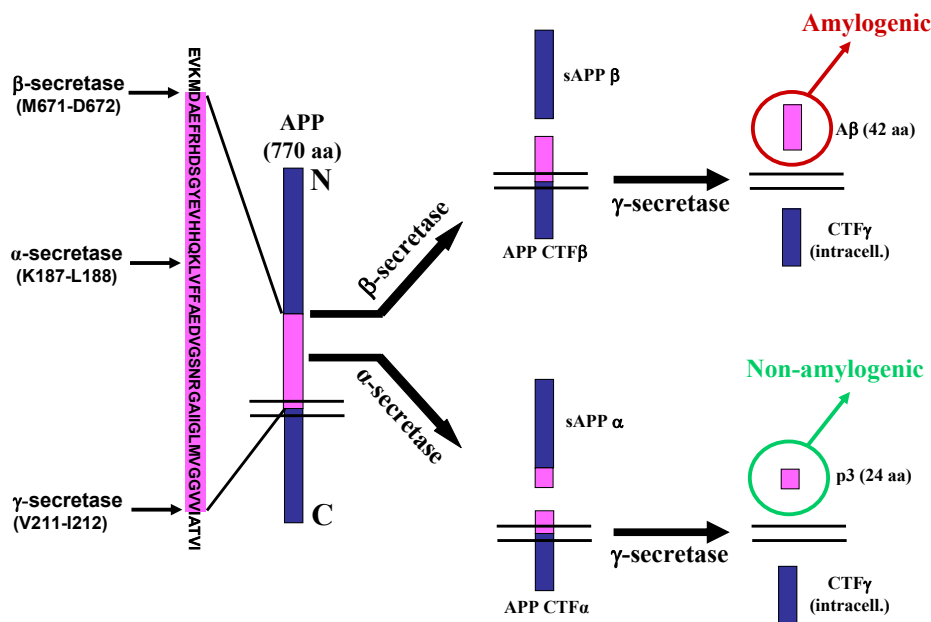 β-secretase
(M671-D672)
α-secretase
(K187-L188)
γ-secretase
(V211-I212)
EVKMDAEFRHDSGYEVHHQKLVFFAEDVGSNRGAIIGLMVGGVVIATVI
APP
(770 aa)
N
C
β-secretase
α-secretase
sAPP β
APP CTFβ
γ-secretase
Amylogenic
Aβ (42 aa)
CTFγ
(intracell.)
sAPP α
APP CTFα
γ-secretase
Non-amylogenic
p3 (24 aa)
CTFγ
(intracell.)